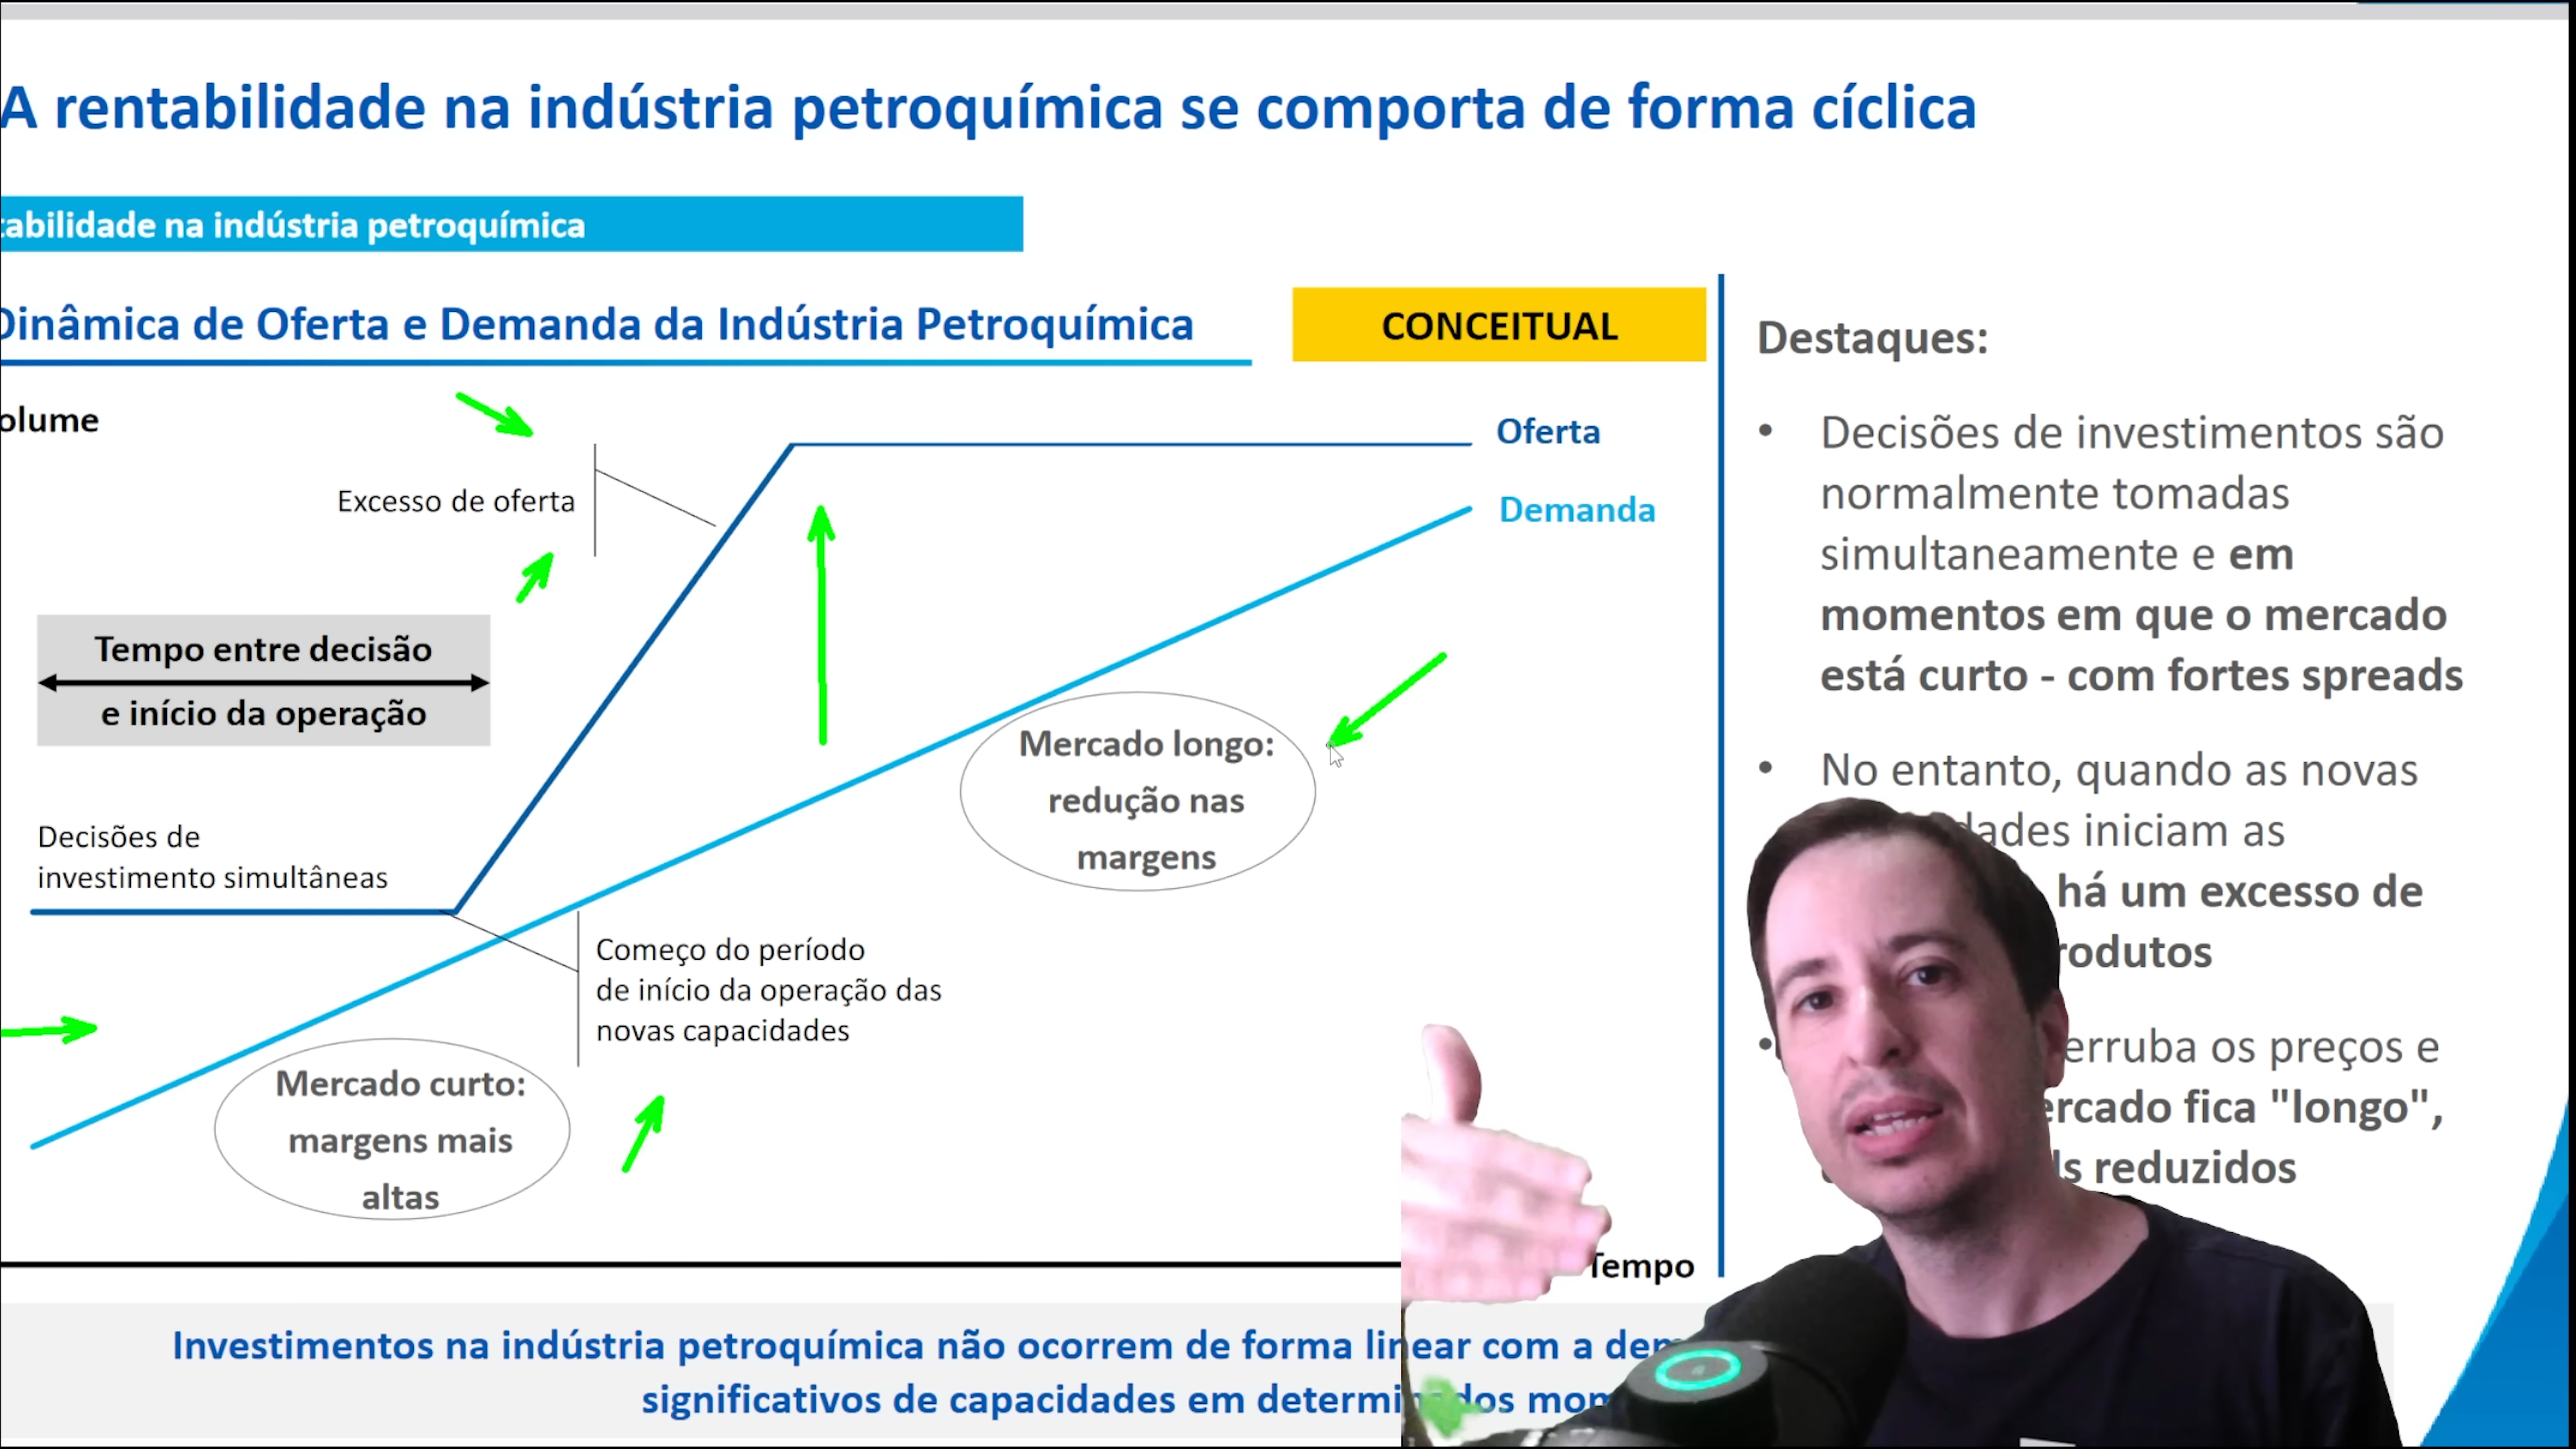 A rentabilidade na indústria petroquímica se comporta de forma cíclica
tabilidade na indústria petroquímica
Dinâmica de Oferta e Demanda da Indústria Petroquímica
CONCEITUAL
olume
Oferta
Demanda
Excesso de oferta
Tempo entre decisão
e início da operação
Decisões de
investimento simultâneas
Mercado longo:
redução nas
margens
Começo do período
de início da operação das
novas capacidades
Mercado curto:
margens mais
altas
Tempo
Destaques:
• Decisões de investimentos são
normalmente tomadas
simultaneamente e em
momentos em que o mercado
está curto - com fortes spreads
• No entanto, quando as novas
dades iniciam as
há um excesso de
rodutos
• erruba os preços e
ercado fica "longo",
ls reduzidos
Investimentos na indústria petroquímica não ocorrem de forma linear com a dem
significativos de capacidades em determinados mom